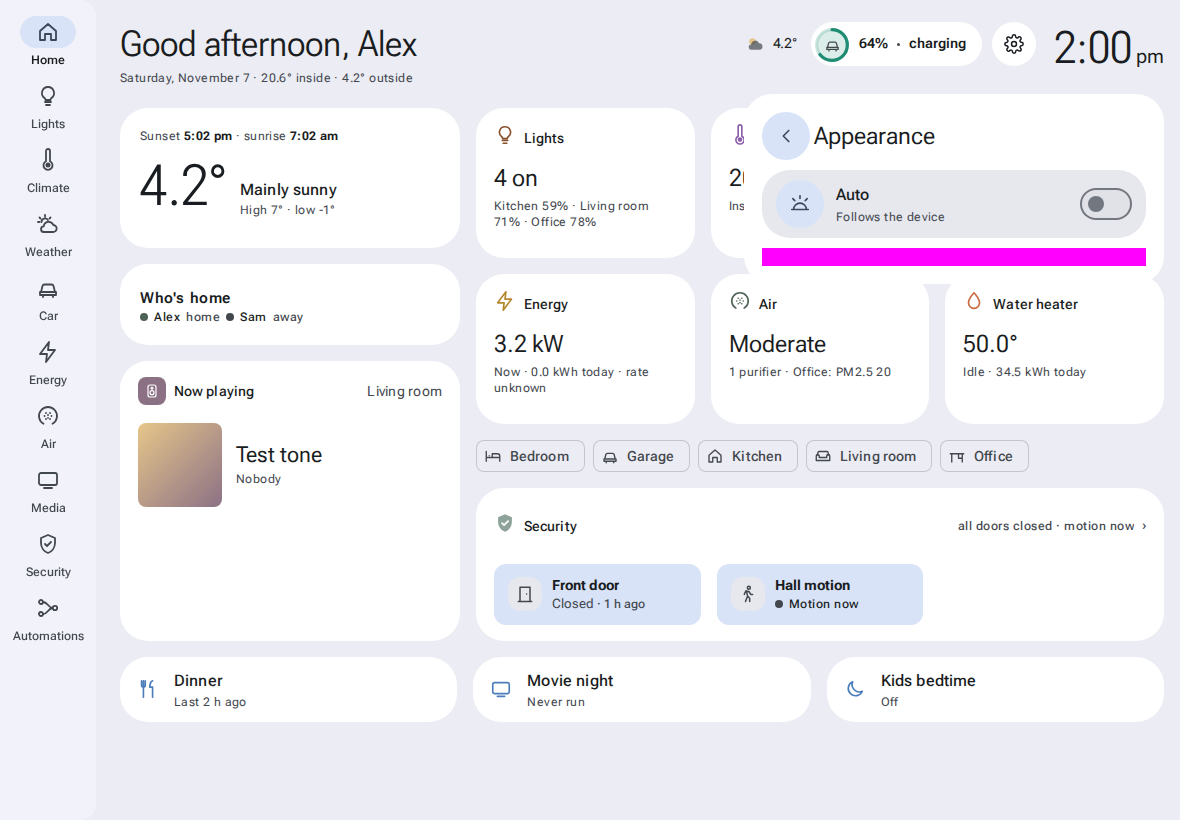 Home
Lights
Climate
Weather
Car
Energy
Air
Media
Security
Automations
Good afternoon, Alex
Saturday, November 7 · 20.6° inside · 4.2° outside
4.2°
64% · charging
2:00 pm
Sunset 5:02 pm · sunrise 7:02 am
4.2°
Mainly sunny
High 7° · low -1°
Who's home
Alex home Sam away
Now playing
Living room
Test tone
Nobody
Lights
4 on
Kitchen 59% · Living room
71% · Office 78%
Appearance
Auto
Follows the device
Energy
3.2 kW
Now · 0.0 kWh today · rate
unknown
Air
Moderate
1 purifier · Office: PM2.5 20
Water heater
50.0°
Idle · 34.5 kWh today
Bedroom
Garage
Kitchen
Living room
Office
Security
all doors closed · motion now ›
Front door
Closed · 1 h ago
Hall motion
Motion now
Dinner
Last 2 h ago
Movie night
Never run
Kids bedtime
Off